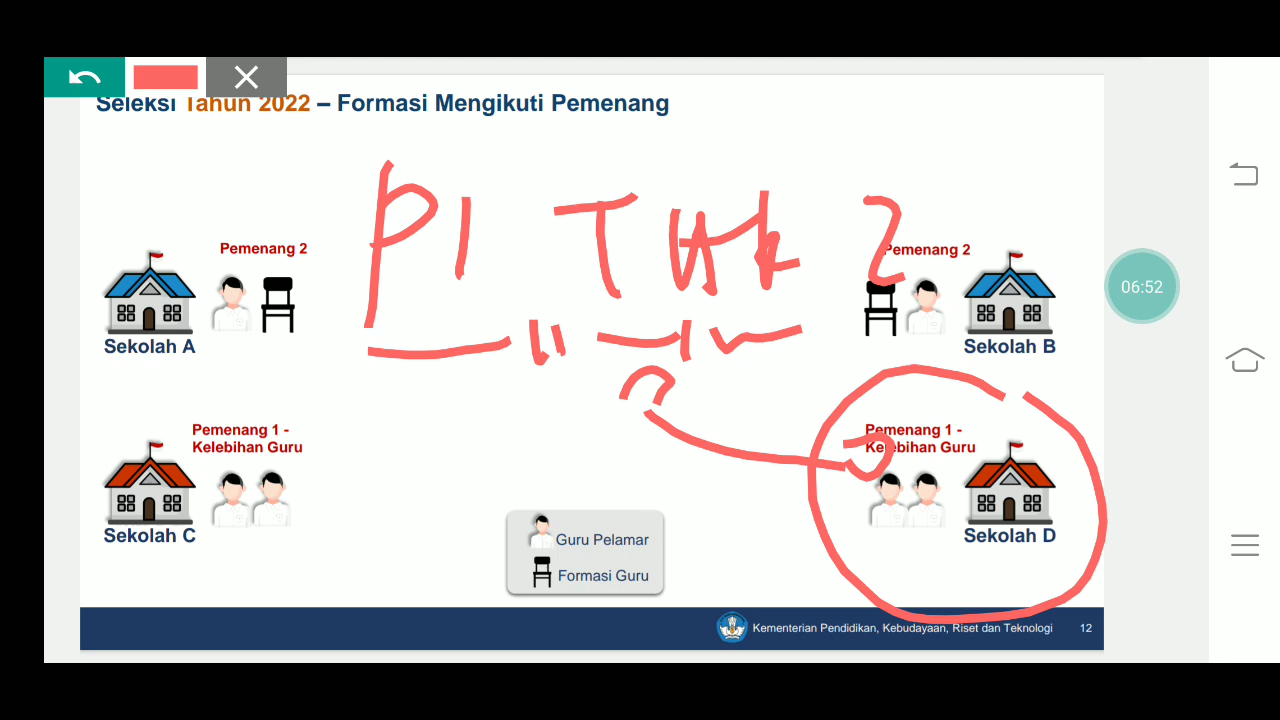 Seleksi Tahun 2022 – Formasi Mengikuti Pemenang
P1 THK 2
Pemenang 2
Sekolah A
Pemenang 2
Sekolah B
06:52
Pemenang 1 -
Kelebihan Guru
Sekolah C
Pemenang 1 -
Kelebihan Guru
Sekolah D
Guru Pelamar
Formasi Guru
Kementerian Pendidikan, Kebudayaan, Riset dan Teknologi 12